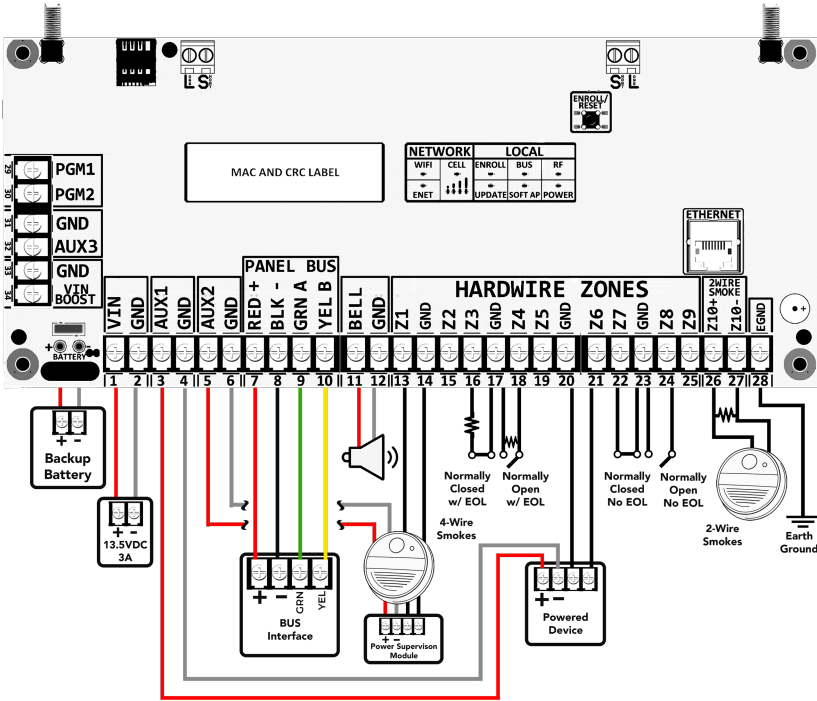 L S
S L
ENROLL/
RESET
MAC AND CRC LABEL
NETWORK LOCAL
WIFI CELL ENROLL BUS RF
ENET UPDATE SOFT AP POWER
29 PGM1
30 PGM2
31 GND
32 AUX3
33 GND
34 VIN
BOOST
ETHERNET
PANEL BUS
HARDWIRE ZONES
2WIRE
SMOKE
VIN GND AUX1 GND AUX2 GND RED + BLK - GRN A YEL B BELL GND Z1 GND Z2 Z3 GND Z4 Z5 GND Z6 Z7 GND Z8 Z9 Z10+ Z10- EGND
+ -
BATTERY
+
1 2 3 4 5 6 7 8 9 10 11 12 13 14 15 16 17 18 19 20 21 22 23 24 25 26 27 28
+ -
Backup
Battery
+ -
13.5VDC
3A
Normally
Closed
w/ EOL
Normally
Open
w/ EOL
Normally
Closed
No EOL
Normally
Open
No EOL
4-Wire
Smokes
2-Wire
Smokes
Earth
Ground
+ - GRN YEL
BUS
Interface
+ -
Power Supervison
Module
+ -
Powered
Device